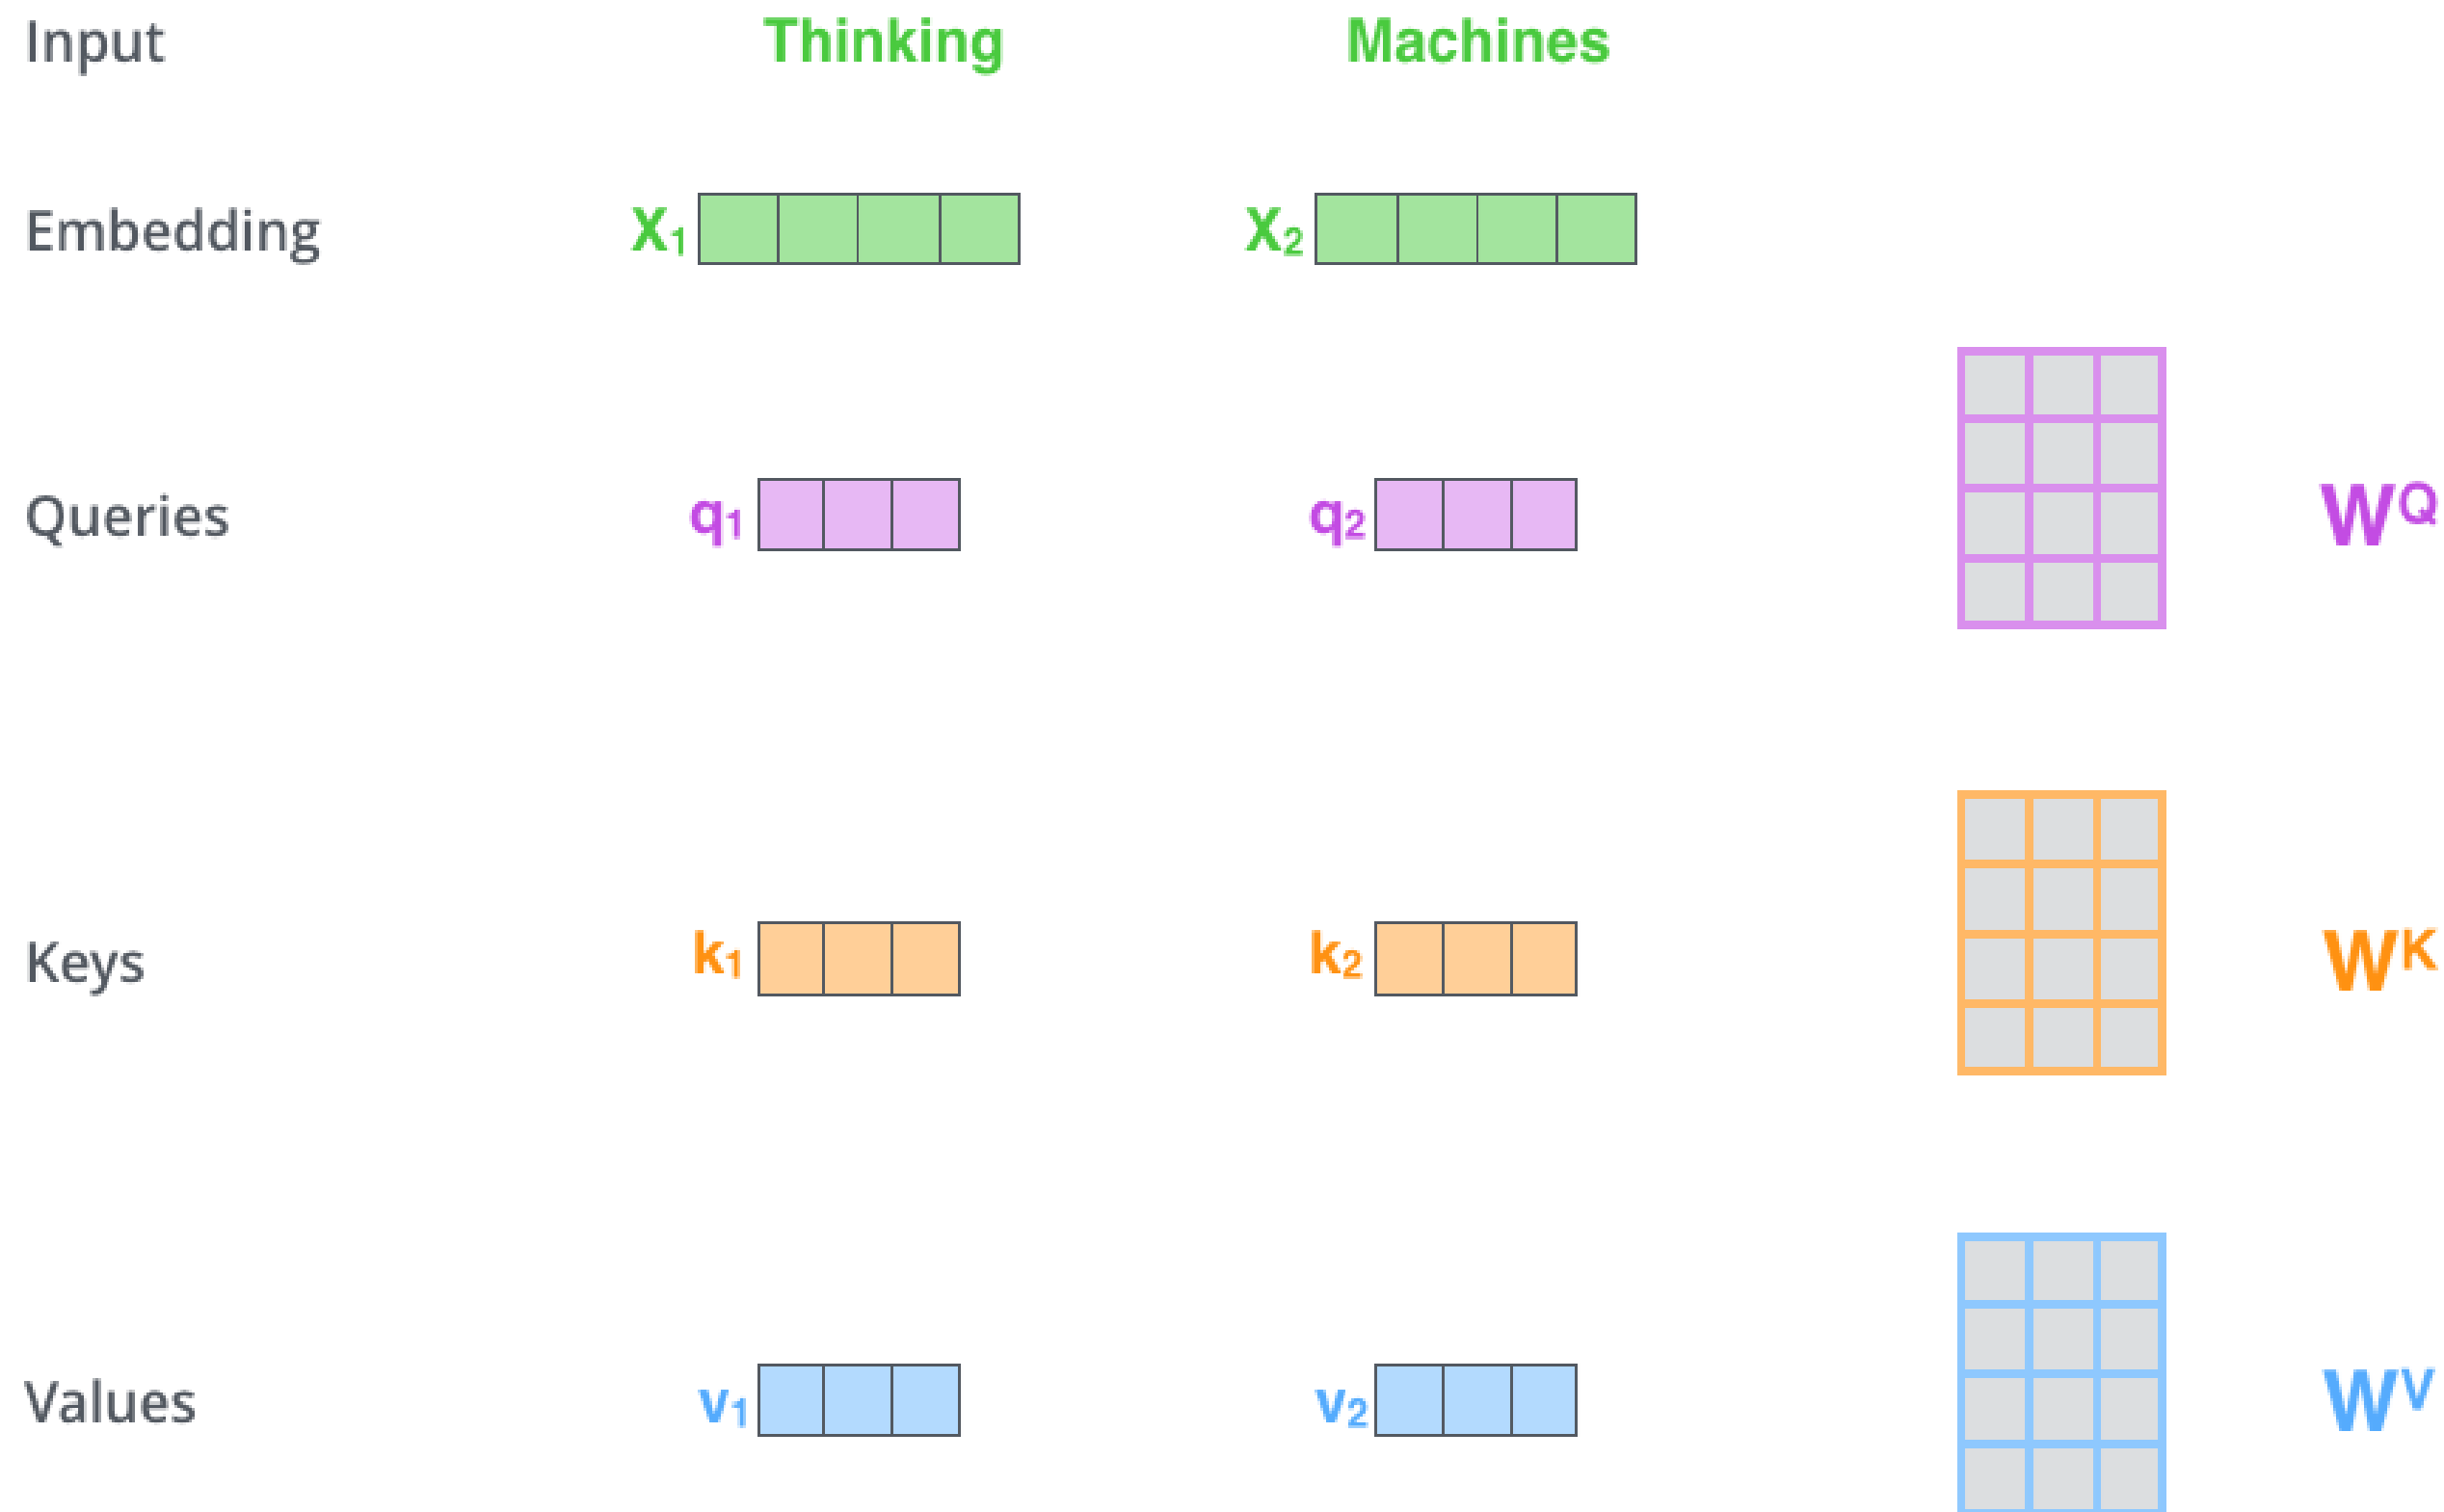 Input Thinking Machines
Embedding X1 X2
Queries q1 q2 WQ
Keys k1 k2 WK
Values v1 v2 WV